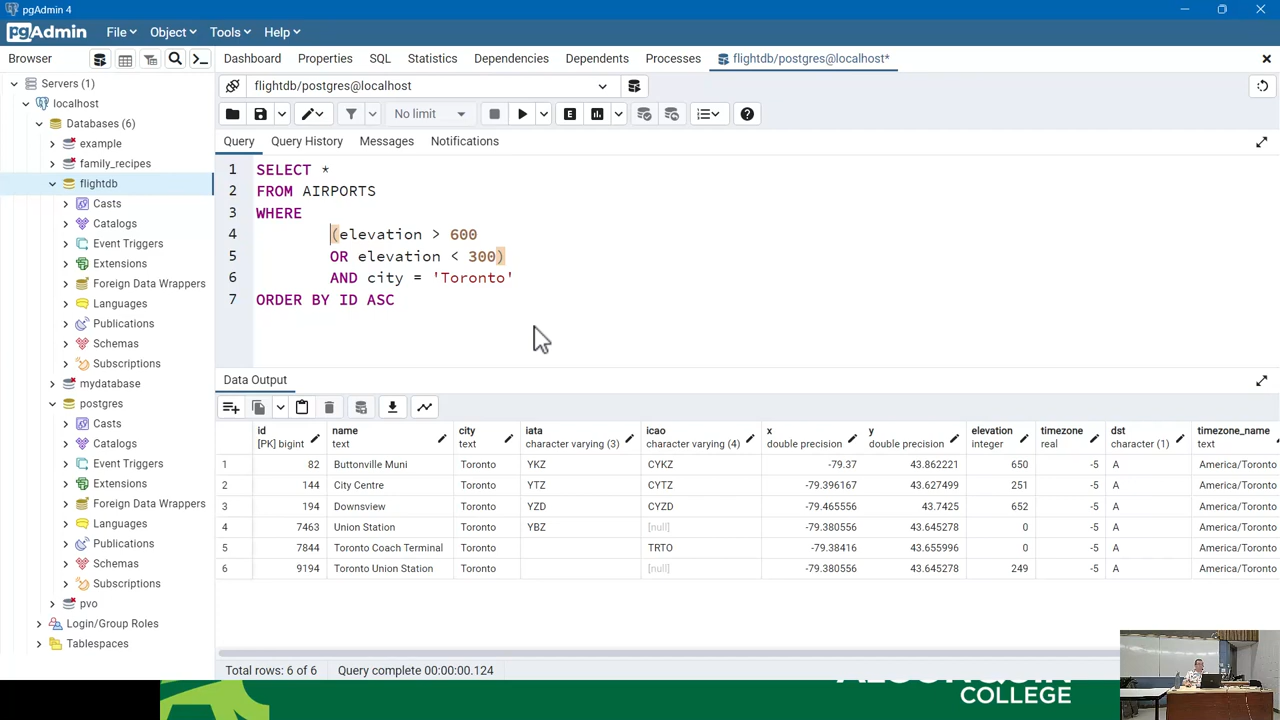 pgAdmin 4
pgAdmin File Object Tools Help
Browser Dashboard Properties SQL Statistics Dependencies Dependents Processes flightdb/postgres@localhost*
Servers (1)
localhost
Databases (6)
example
family_recipes
flightdb
Casts
Catalogs
Event Triggers
Extensions
Foreign Data Wrappers
Languages
Publications
Schemas
Subscriptions
mydatabase
postgres
Casts
Catalogs
Event Triggers
Extensions
Foreign Data Wrappers
Languages
Publications
Schemas
Subscriptions
pvo
Login/Group Roles
Tablespaces
flightdb/postgres@localhost
No limit
Query Query History Messages Notifications
1 SELECT *
2 FROM AIRPORTS
3 WHERE
4 (elevation > 600
5 OR elevation < 300)
6 AND city = 'Toronto'
7 ORDER BY ID ASC
Data Output
id name city iata icao x y elevation timezone dst timezone_name
[PK] bigint text text character varying (3) character varying (4) double precision double precision integer real character (1) text
1 82 Buttonville Muni Toronto YKZ CYKZ -79.37 43.862221 650 -5 A America/Toronto
2 144 City Centre Toronto YTZ CYTZ -79.396167 43.627499 251 -5 A America/Toronto
3 194 Downsview Toronto YZD CYZD -79.465556 43.7425 652 -5 A America/Toronto
4 7463 Union Station Toronto YBZ [null] -79.380556 43.645278 0 -5 A America/Toronto
5 7844 Toronto Coach Terminal Toronto TRTO -79.38416 43.655996 0 -5 A America/Toronto
6 9194 Toronto Union Station Toronto [null] -79.380556 43.645278 249 -5 A America/Toronto
Total rows: 6 of 6 Query complete 00:00:00.124
ALGONQUIN
COLLEGE